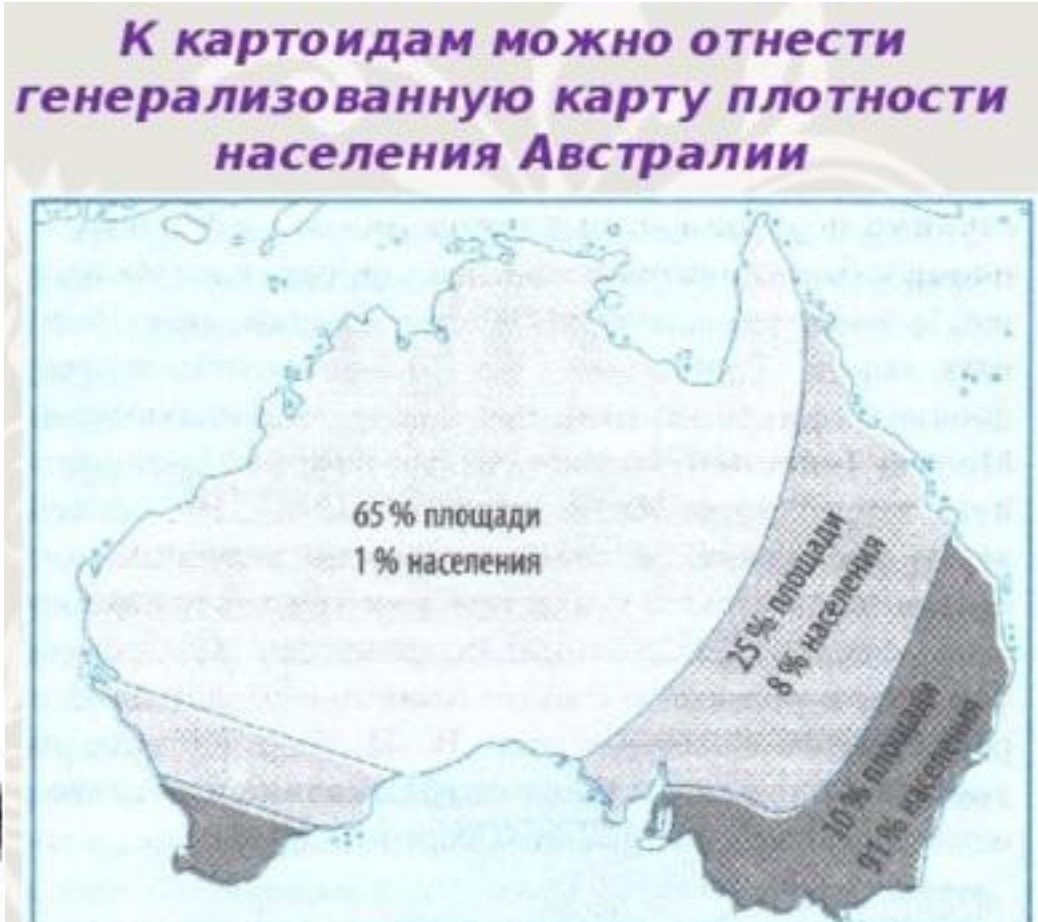 К картоидам можно отнести
генерализованную карту плотности
населения Австралии
65 % площади
1 % населения
25 % площади
8 % населения
10 % площади
91 % населения